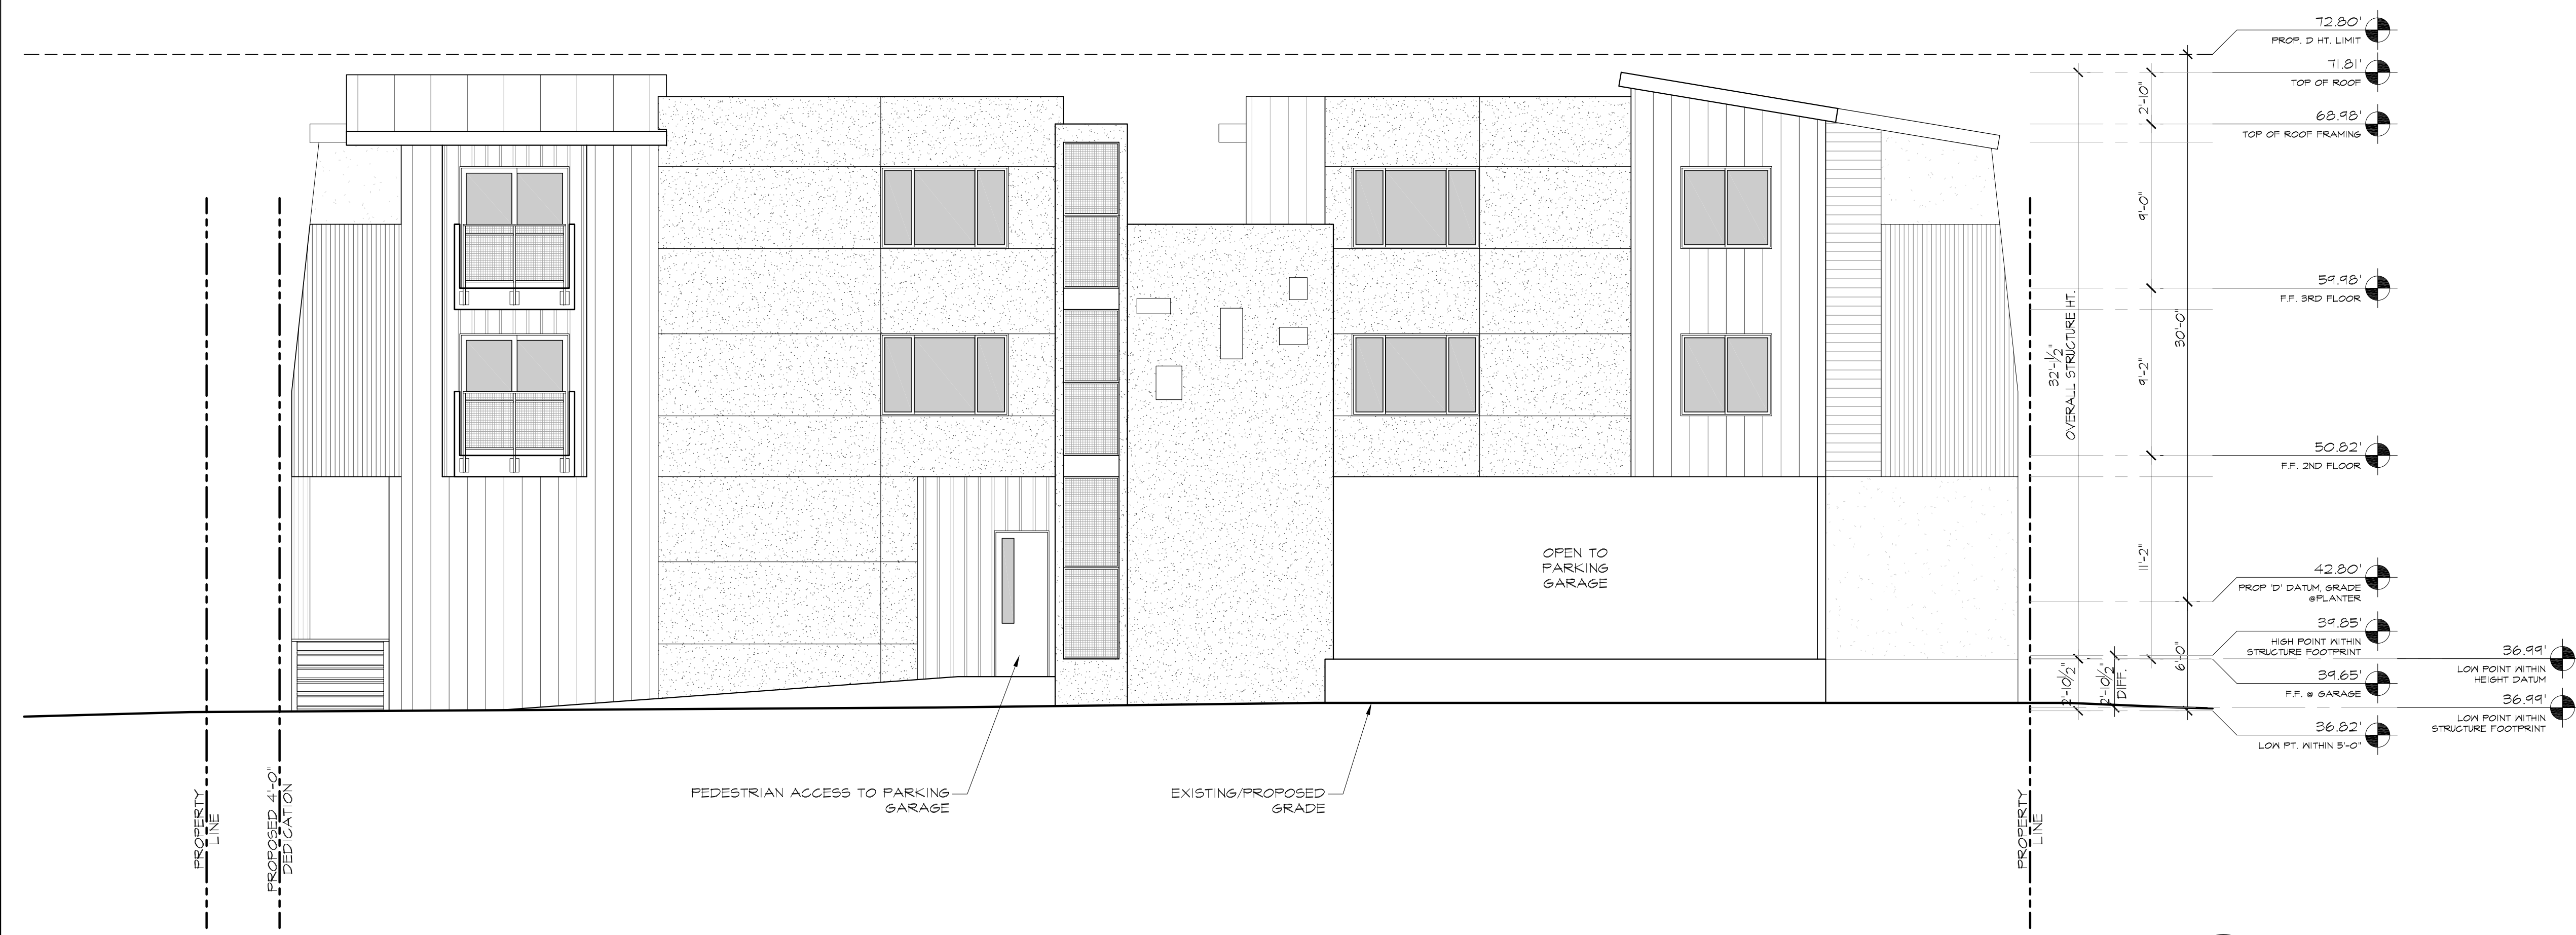 72.80'
PROP. D HT. LIMIT
71.81'
TOP OF ROOF
2'-10"
68.98'
TOP OF ROOF FRAMING
9'-0"
59.98'
F.F. 3RD FLOOR
32'-1½"
OVERALL STRUCTURE HT.
30'-0"
9'-2"
50.82'
F.F. 2ND FLOOR
OPEN TO
PARKING
GARAGE
11'-2"
42.80'
PROP 'D' DATUM, GRADE
@PLANTER
39.85'
HIGH POINT WITHIN
STRUCTURE FOOTPRINT
36.99'
LOW POINT WITHIN
HEIGHT DATUM
2'-10½"
2'-10½"
DIFF.
6'-0"
39.65'
F.F. @ GARAGE
36.99'
LOW POINT WITHIN
STRUCTURE FOOTPRINT
36.82'
LOW PT. WITHIN 5'-0"
PROPERTY
LINE
PROPOSED 4'-0"
DEDICATION
PEDESTRIAN ACCESS TO PARKING
GARAGE
EXISTING/PROPOSED
GRADE
PROPERTY
LINE